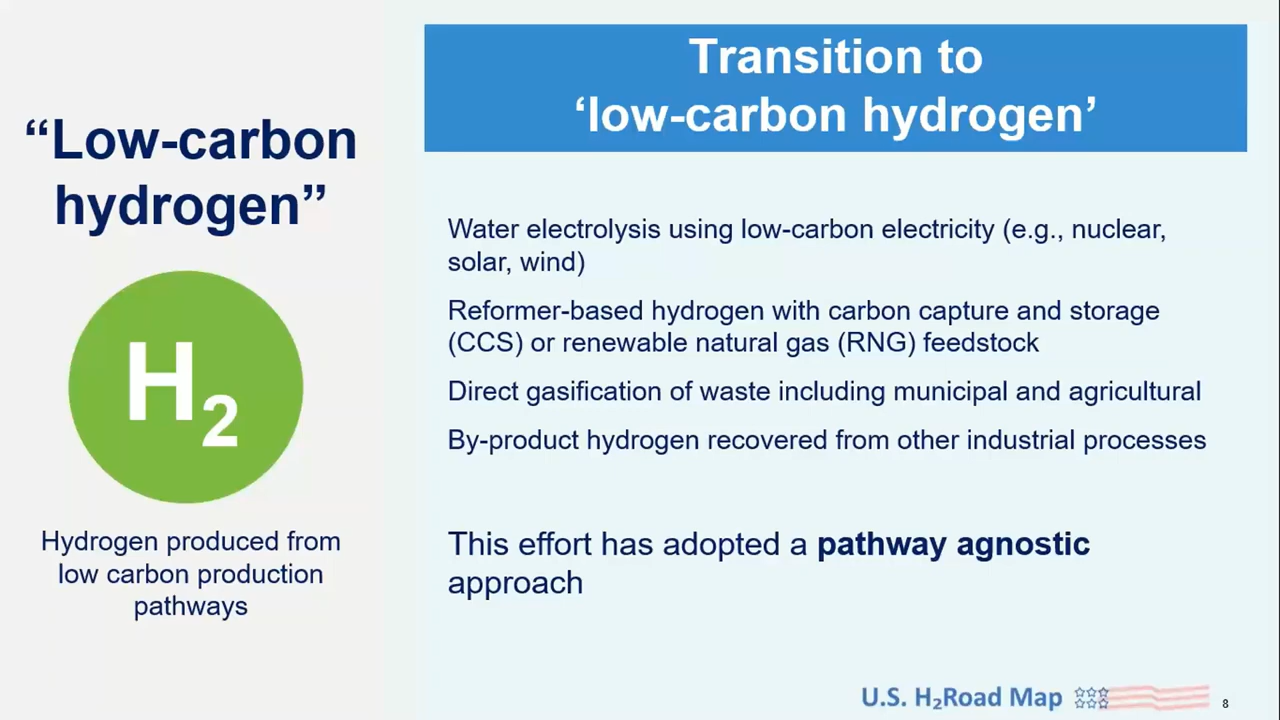 “Low-carbon
hydrogen”
H₂
Hydrogen produced from
low carbon production
pathways
Transition to
‘low-carbon hydrogen’
Water electrolysis using low-carbon electricity (e.g., nuclear,
solar, wind)
Reformer-based hydrogen with carbon capture and storage
(CCS) or renewable natural gas (RNG) feedstock
Direct gasification of waste including municipal and agricultural
By-product hydrogen recovered from other industrial processes
This effort has adopted a pathway agnostic
approach
U.S. H₂Road Map
8